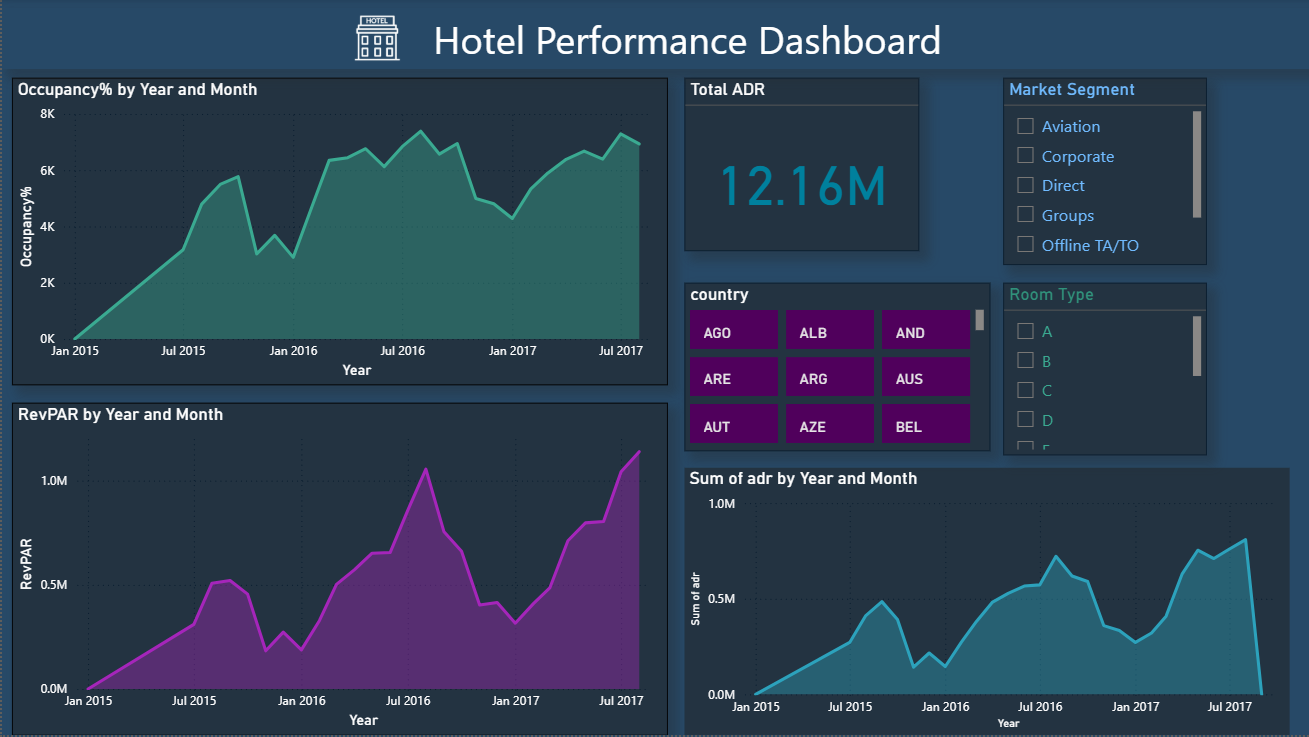 HOTEL
Hotel Performance Dashboard
Occupancy% by Year and Month
8K
6K
4K
2K
0K
Occupancy%
Jan 2015 Jul 2015 Jan 2016 Jul 2016 Jan 2017 Jul 2017
Year
Total ADR
12.16M
Market Segment
Aviation
Corporate
Direct
Groups
Offline TA/TO
country
AGO ALB AND
ARE ARG AUS
AUT AZE BEL
Room Type
A
B
C
D
RevPAR by Year and Month
1.0M
0.5M
0.0M
RevPAR
Jan 2015 Jul 2015 Jan 2016 Jul 2016 Jan 2017 Jul 2017
Year
Sum of adr by Year and Month
1.0M
0.5M
0.0M
Sum of adr
Jan 2015 Jul 2015 Jan 2016 Jul 2016 Jan 2017 Jul 2017
Year